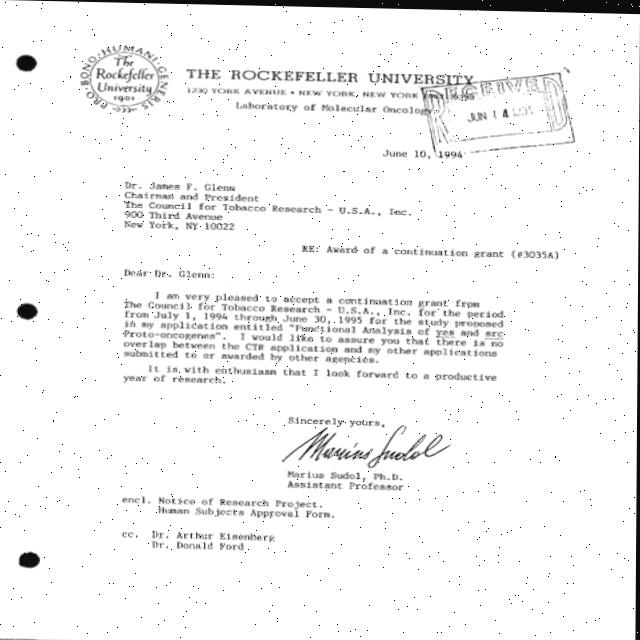 PRO·BONO·HUMANI·GENERIS
The
Rockefeller
University
1901
THE ROCKEFELLER UNIVERSITY
1230 YORK AVENUE • NEW YORK, NEW YORK
Laboratory of Molecular Oncology
RECEIVED
JUN 14
June 10, 1994
Dr. James F. Glenn
Chairman and President
The Council for Tobacco Research - U.S.A., Inc.
900 Third Avenue
New York, NY 10022
RE: Award of a continuation grant (#3035A)
Dear Dr. Glenn:
I am very pleased to accept a continuation grant from
The Council for Tobacco Research - U.S.A., Inc. for the period
from July 1, 1994 through June 30, 1995 for the study proposed
in my application entitled "Functional Analysis of yes and src
Proto-oncogenes". I would like to assure you that there is no
overlap between the CTR application and my other applications
submitted to or awarded by other agencies.
It is with enthusiasm that I look forward to a productive
year of research.
Sincerely yours,
Marius Sudol
Marius Sudol, Ph.D.
Assistant Professor
encl. Notice of Research Project.
Human Subjects Approval Form.
cc. Dr. Arthur Eisenberg
Dr. Donald Ford